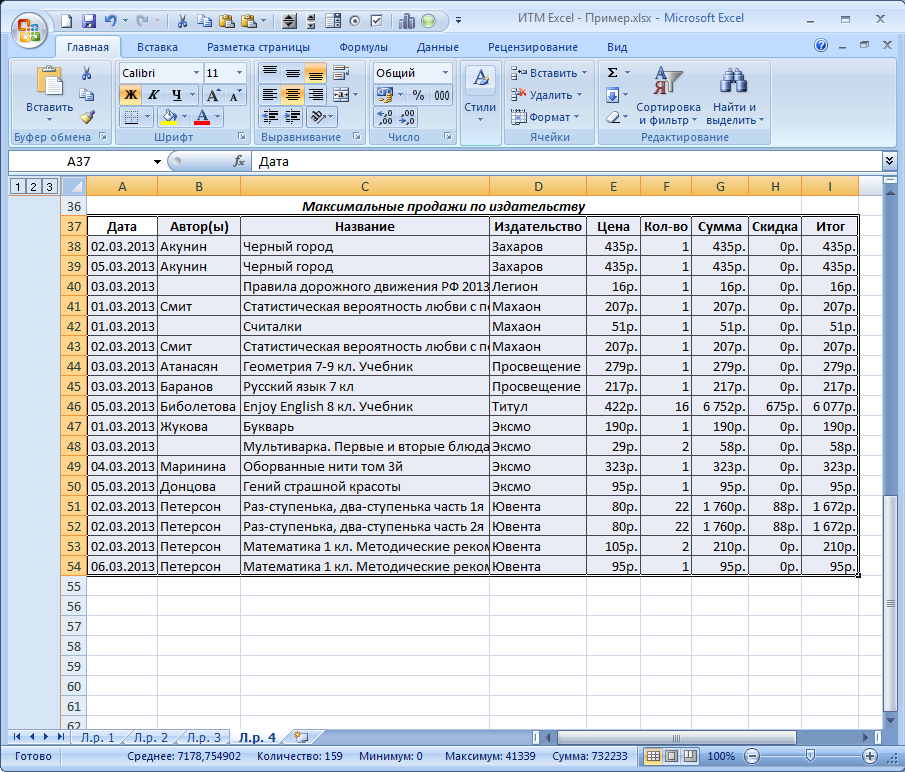 ИТМ Excel - Пример.xlsx - Microsoft Excel
Главная Вставка Разметка страницы Формулы Данные Рецензирование Вид
Calibri 11 Общий Вставить Σ
Вставить Ж К Ч А А % 000 Стили Удалить Сортировка и фильтр Найти и выделить
Формат
Буфер обмена Шрифт Выравнивание Число Ячейки Редактирование
A37 fx Дата
1 2 3 A B C D E F G H I
36 Максимальные продажи по издательству
37 Дата Автор(ы) Название Издательство Цена Кол-во Сумма Скидка Итог
38 02.03.2013 Акунин Черный город Захаров 435р. 1 435р. 0р. 435р.
39 05.03.2013 Акунин Черный город Захаров 435р. 1 435р. 0р. 435р.
40 03.03.2013 Правила дорожного движения РФ 2013 Легион 16р. 1 16р. 0р. 16р.
41 01.03.2013 Смит Статистическая вероятность любви с по Махаон 207р. 1 207р. 0р. 207р.
42 01.03.2013 Считалки Махаон 51р. 1 51р. 0р. 51р.
43 02.03.2013 Смит Статистическая вероятность любви с по Махаон 207р. 1 207р. 0р. 207р.
44 03.03.2013 Атанасян Геометрия 7-9 кл. Учебник Просвещение 279р. 1 279р. 0р. 279р.
45 03.03.2013 Баранов Русский язык 7 кл Просвещение 217р. 1 217р. 0р. 217р.
46 05.03.2013 Биболетова Enjoy English 8 кл. Учебник Титул 422р. 16 6 752р. 675р. 6 077р.
47 01.03.2013 Жукова Букварь Эксмо 190р. 1 190р. 0р. 190р.
48 03.03.2013 Мультиварка. Первые и вторые блюда Эксмо 29р. 2 58р. 0р. 58р.
49 04.03.2013 Маринина Оборванные нити том 3й Эксмо 323р. 1 323р. 0р. 323р.
50 05.03.2013 Донцова Гений страшной красоты Эксмо 95р. 1 95р. 0р. 95р.
51 02.03.2013 Петерсон Раз-ступенька, два-ступенька часть 1я Ювента 80р. 22 1 760р. 88р. 1 672р.
52 02.03.2013 Петерсон Раз-ступенька, два-ступенька часть 2я Ювента 80р. 22 1 760р. 88р. 1 672р.
53 02.03.2013 Петерсон Математика 1 кл. Методические реком Ювента 105р. 2 210р. 0р. 210р.
54 06.03.2013 Петерсон Математика 1 кл. Методические реком Ювента 95р. 1 95р. 0р. 95р.
55
56
57
58
59
60
61
62
Л.р. 1 Л.р. 2 Л.р. 3 Л.р. 4
Готово Среднее: 7178,754902 Количество: 159 Минимум: 0 Максимум: 41339 Сумма: 732233 100%